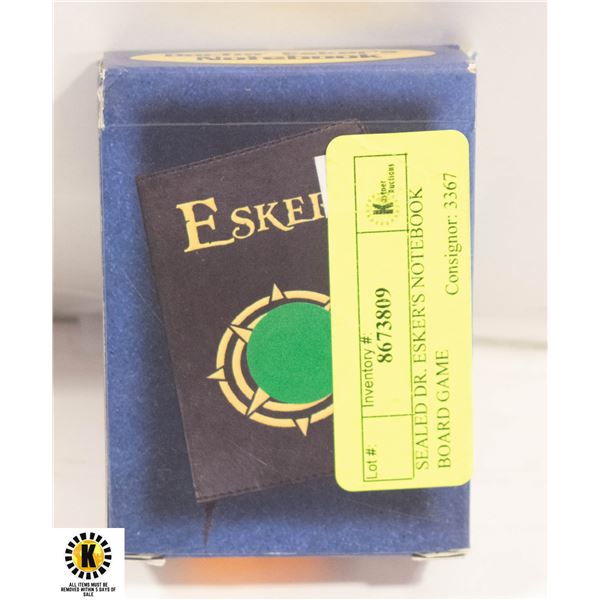 Doctor Esker's
Notebook
ESKER
Kastner
Auctions
Lot #:
Inventory #:
8673809
SEALED DR. ESKER'S NOTEBOOK
BOARD GAME
Consignor: 3367
K
ALL ITEMS MUST BE
REMOVED WITHIN 5 DAYS OF
SALE